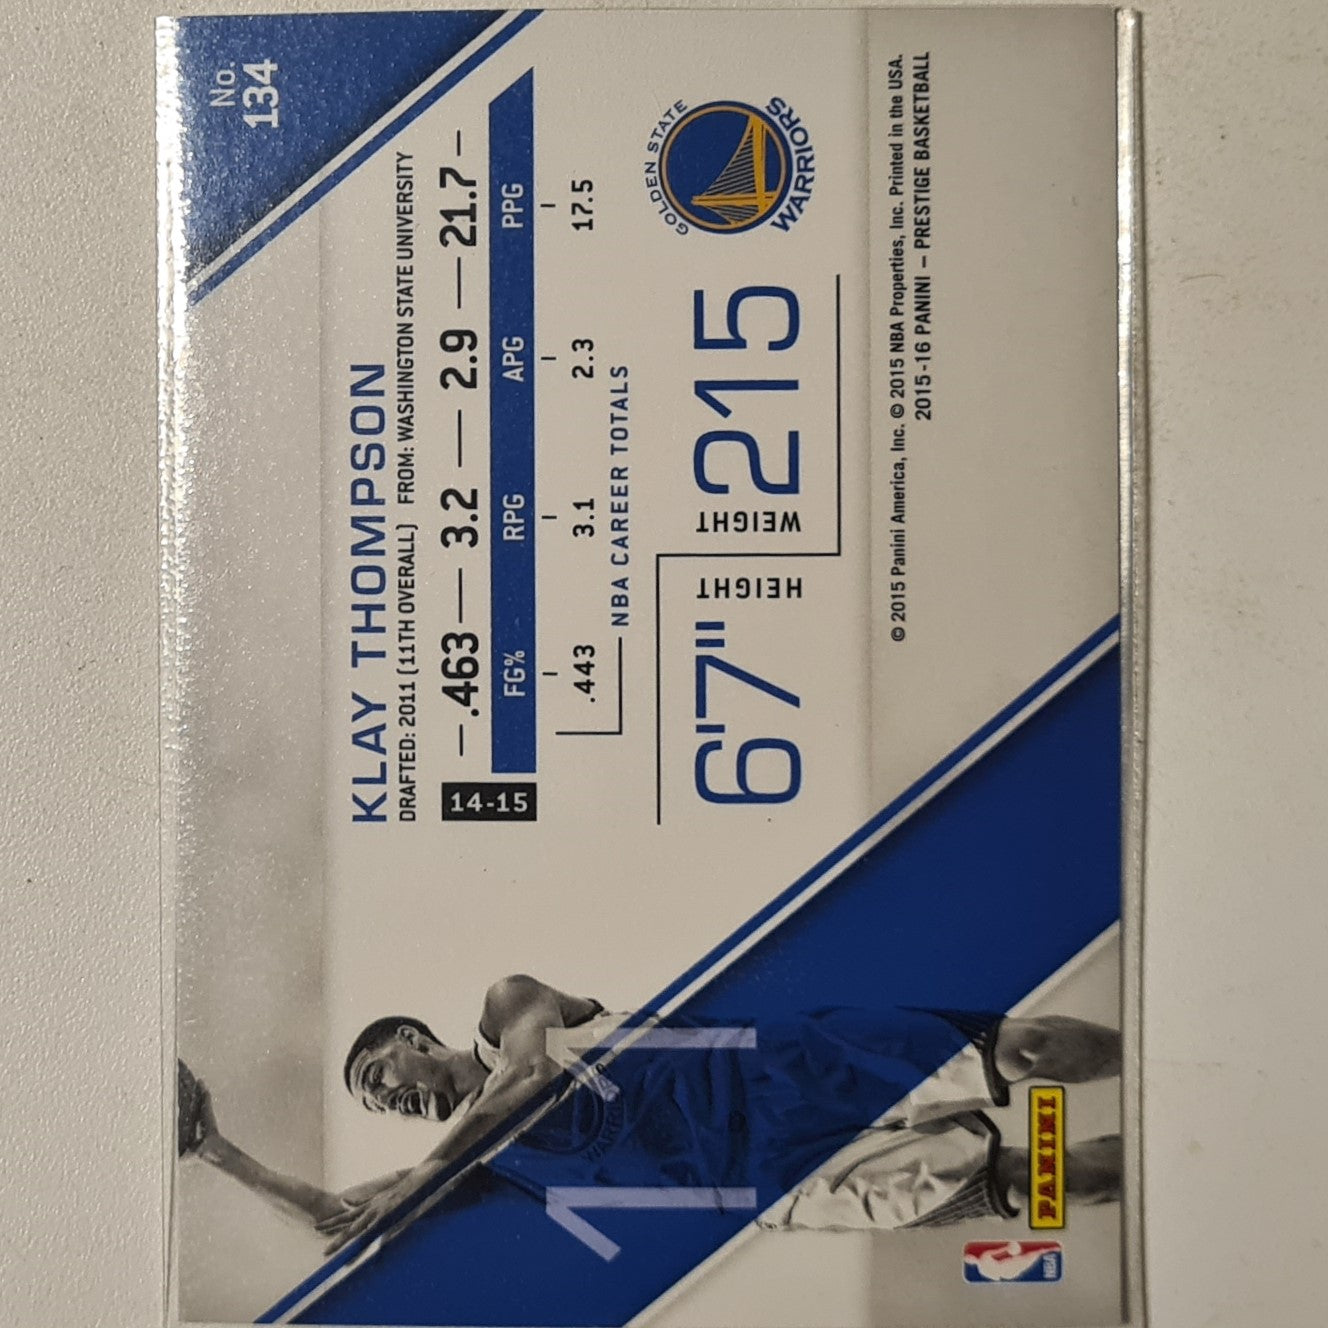 No.
134
KLAY THOMPSON
DRAFTED: 2011 (11TH OVERALL) FROM: WASHINGTON STATE UNIVERSITY
14-15
.463 3.2 2.9 21.7
FG% RPG APG PPG
.443 3.1 2.3 17.5
NBA CAREER TOTALS
6'7" HEIGHT
WEIGHT 215
GOLDEN STATE
WARRIORS
© 2015 Panini America, Inc. © 2015 NBA Properties, Inc. Printed in the USA.
2015-16 PANINI – PRESTIGE BASKETBALL
11
WARRIORS
NBA
PANINI